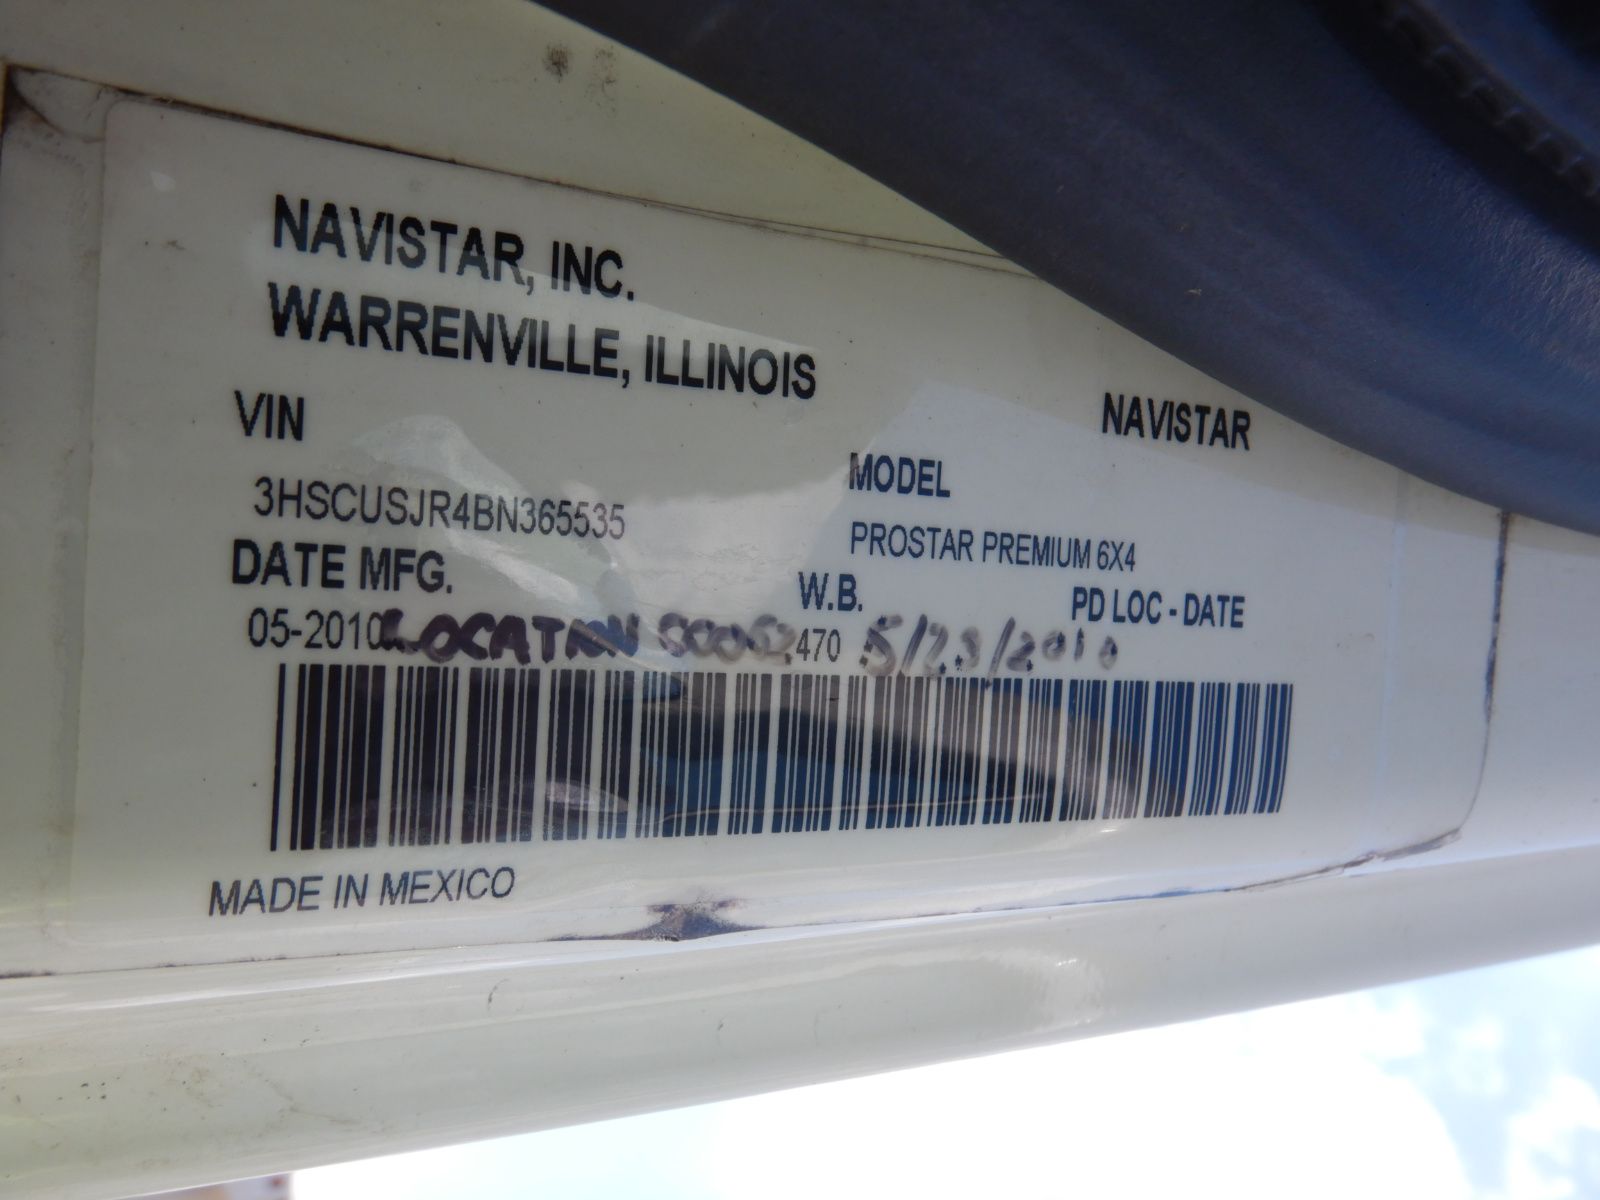 NAVISTAR, INC.
WARRENVILLE, ILLINOIS
NAVISTAR
VIN
MODEL
3HSCUSJR4BN365535
PROSTAR PREMIUM 6X4
DATE MFG.
W.B.
PD LOC - DATE
05-2010 LOCATION 470 5/23/2010
MADE IN MEXICO